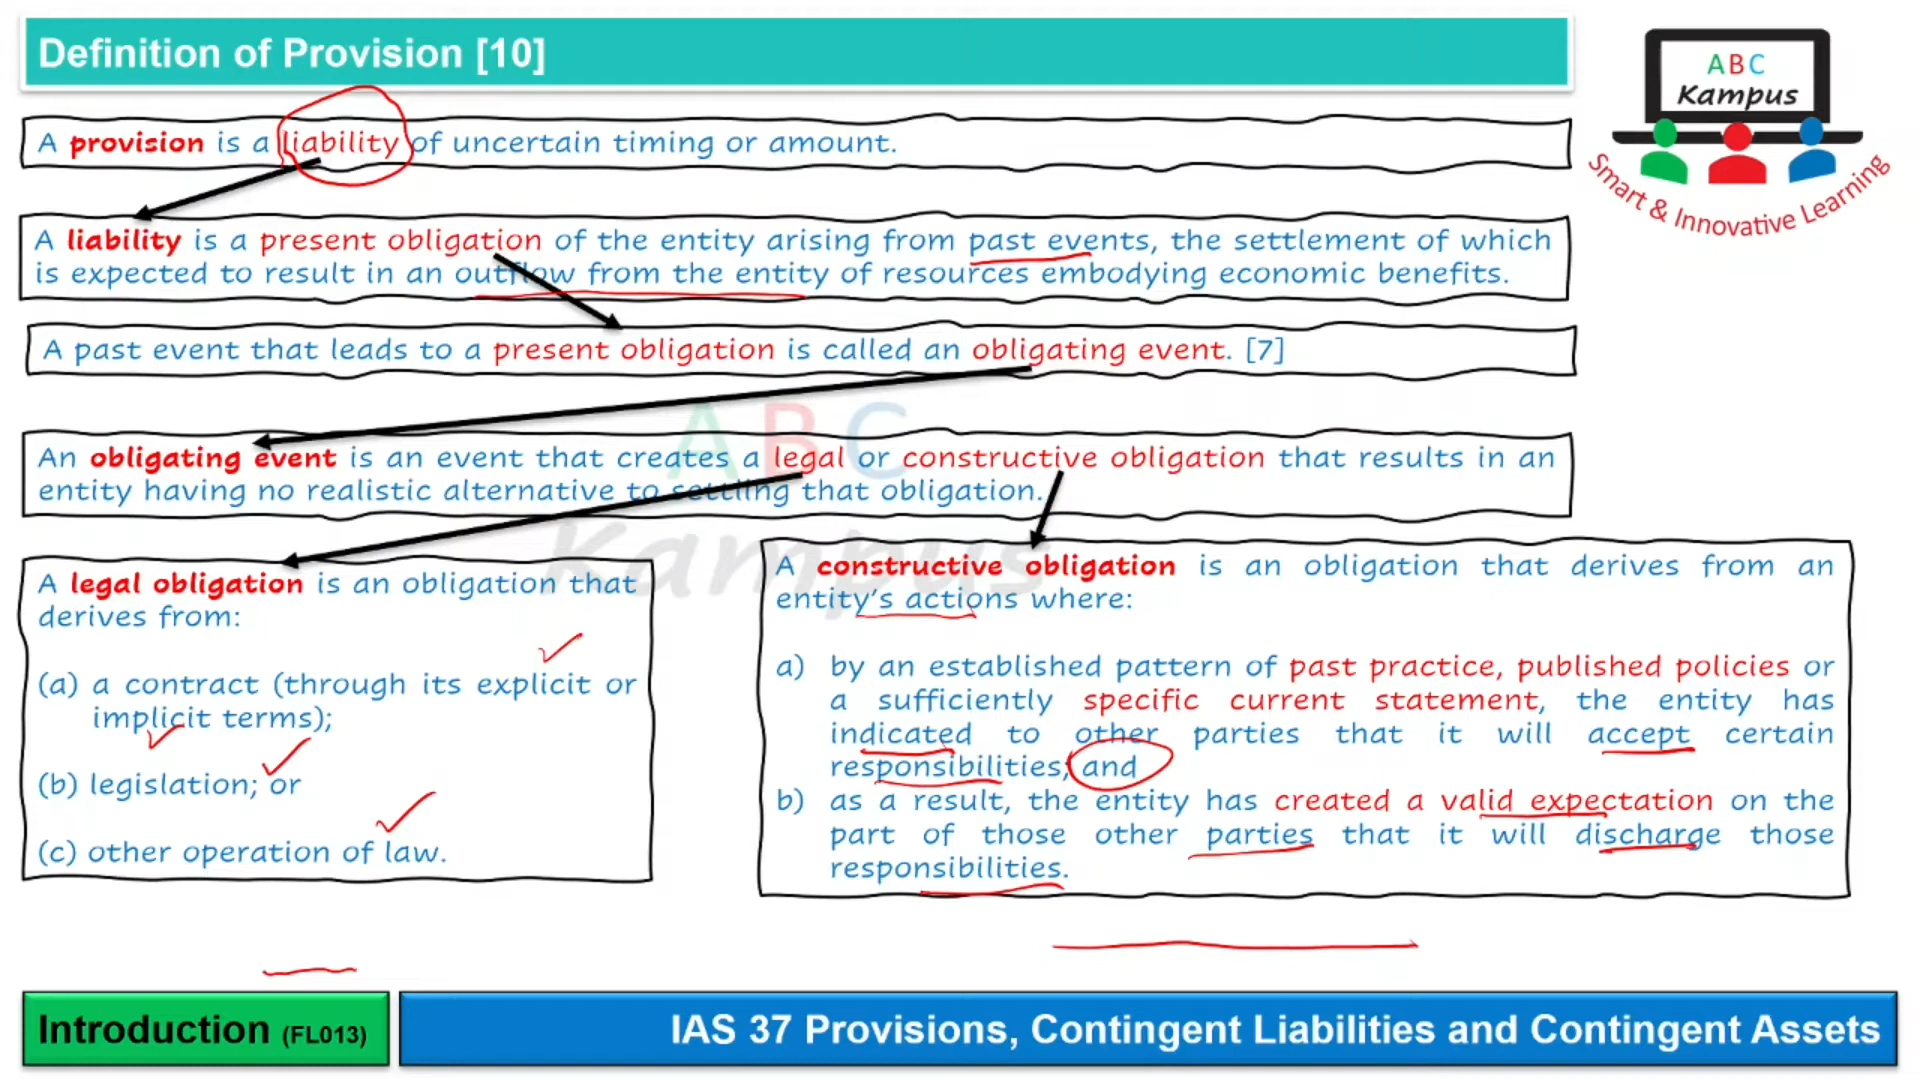 Definition of Provision [10]
ABC
Kampus
Smart & Innovative Learning
A provision is a liability of uncertain timing or amount.
A liability is a present obligation of the entity arising from past events, the settlement of which
is expected to result in an outflow from the entity of resources embodying economic benefits.
A past event that leads to a present obligation is called an obligating event. [7]
ABC
Kampus
An obligating event is an event that creates a legal or constructive obligation that results in an
entity having no realistic alternative to settling that obligation.
A legal obligation is an obligation that
derives from:
(a) a contract (through its explicit or
implicit terms);
(b) legislation; or
(c) other operation of law.
A constructive obligation is an obligation that derives from an
entity's actions where:
a) by an established pattern of past practice, published policies or
a sufficiently specific current statement, the entity has
indicated to other parties that it will accept certain
responsibilities; and
b) as a result, the entity has created a valid expectation on the
part of those other parties that it will discharge those
responsibilities.
Introduction (FL013)
IAS 37 Provisions, Contingent Liabilities and Contingent Assets